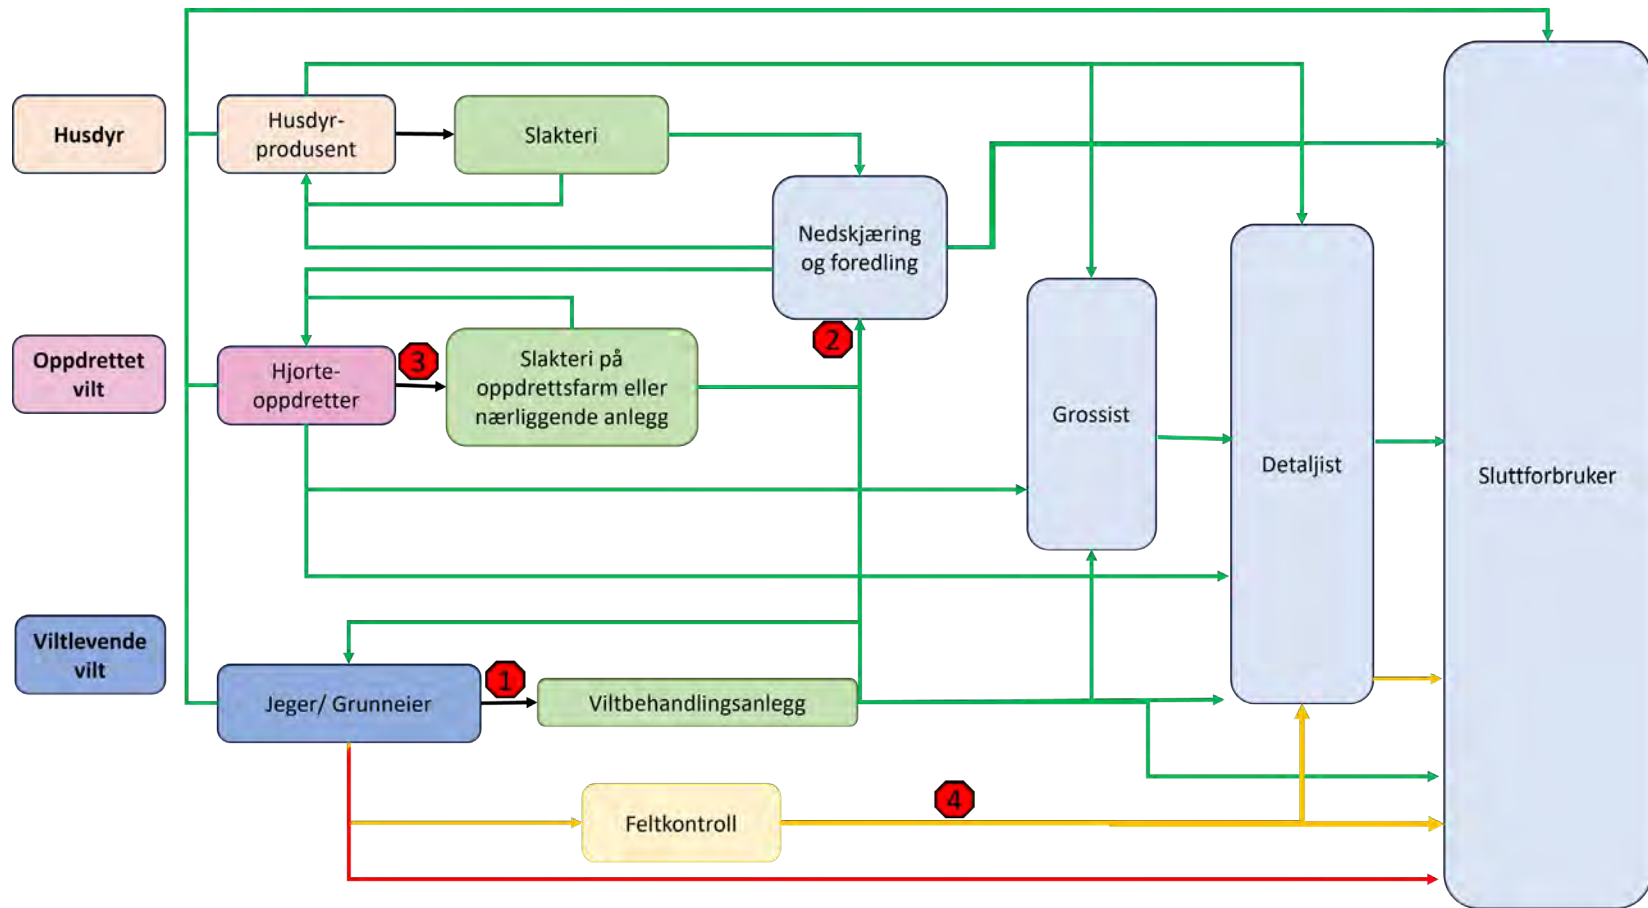 Husdyr
Husdyr-
produsent
Slakteri
Nedskjæring
og foredling
Oppdrettet
vilt
Hjorte-
oppdretter
3
Slakteri på
oppdrettsfarm eller
nærliggende anlegg
2
Grossist
Detaljist
Sluttforbruker
Viltlevende
vilt
Jeger/ Grunneier
1
Viltbehandlingsanlegg
Feltkontroll
4